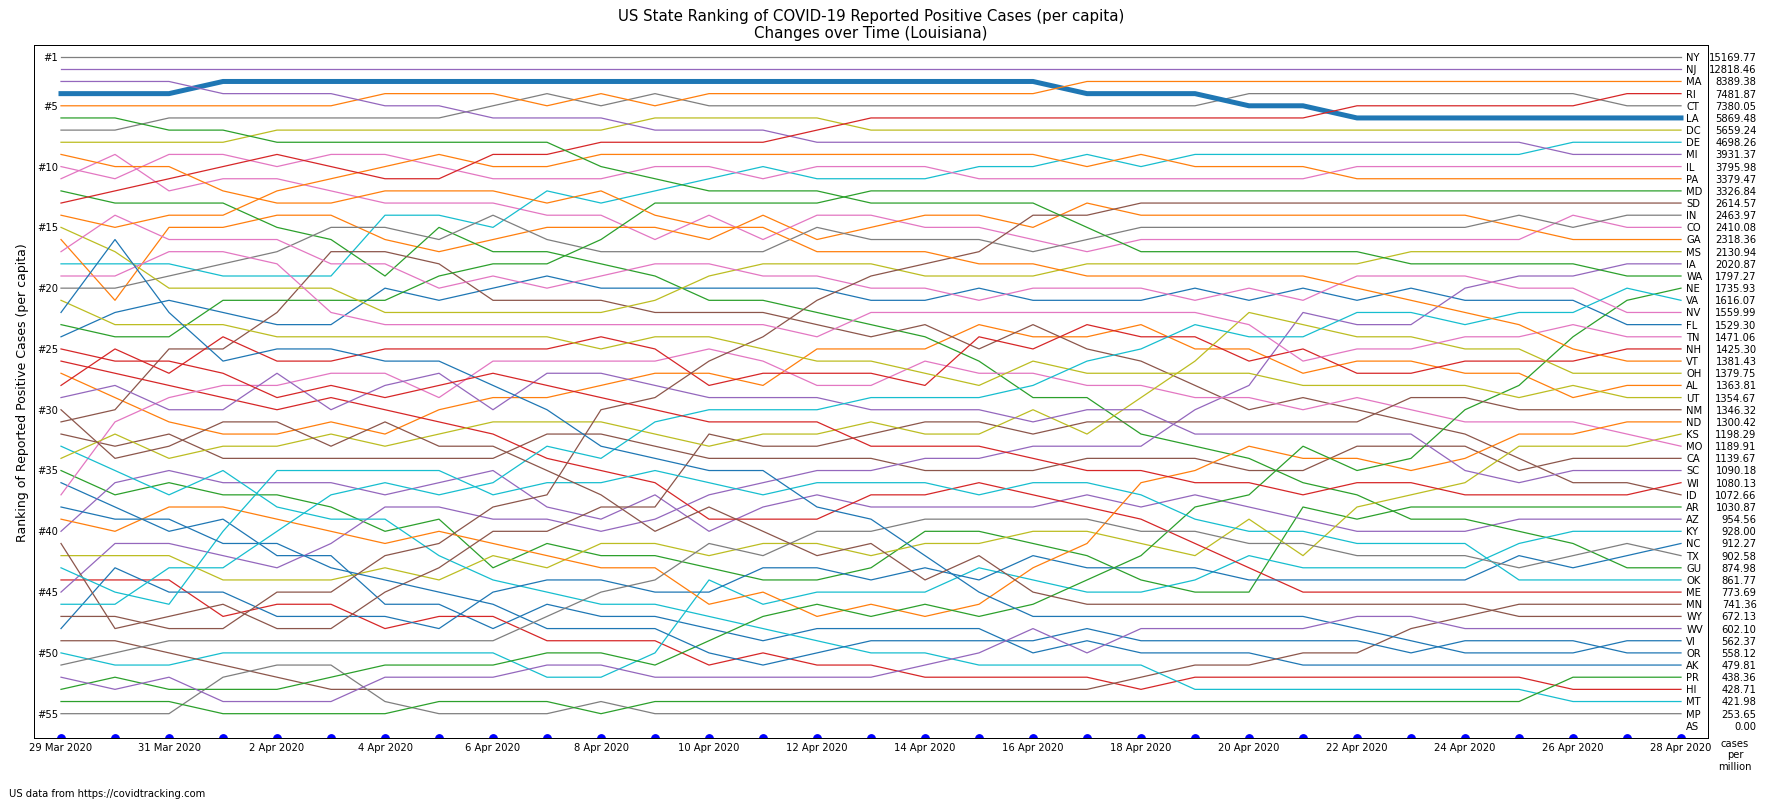 US State Ranking of COVID-19 Reported Positive Cases (per capita)
Changes over Time (Louisiana)
Ranking of Reported Positive Cases (per capita)
#1
#5
#10
#15
#20
#25
#30
#35
#40
#45
#50
#55
NY 15169.77
NJ 12818.46
MA 8389.38
RI 7481.87
CT 7380.05
LA 5869.48
DC 5659.24
DE 4698.26
MI 3931.37
IL 3795.98
PA 3379.47
MD 3326.84
SD 2614.57
IN 2463.97
CO 2410.08
GA 2318.36
MS 2130.94
IA 2020.87
WA 1797.27
NE 1735.93
VA 1616.07
NV 1559.99
FL 1529.30
TN 1471.06
NH 1425.30
VT 1381.43
OH 1379.75
AL 1363.81
UT 1354.67
NM 1346.32
ND 1300.42
KS 1198.29
MO 1189.91
CA 1139.67
SC 1090.18
WI 1080.13
ID 1072.66
AR 1030.87
AZ 954.56
KY 928.00
NC 912.27
TX 902.58
GU 874.98
OK 861.77
ME 773.69
MN 741.36
WY 672.13
WV 602.10
VI 562.37
OR 558.12
AK 479.81
PR 438.36
HI 428.71
MT 421.98
MP 253.65
AS 0.00
29 Mar 2020 31 Mar 2020 2 Apr 2020 4 Apr 2020 6 Apr 2020 8 Apr 2020 10 Apr 2020 12 Apr 2020 14 Apr 2020 16 Apr 2020 18 Apr 2020 20 Apr 2020 22 Apr 2020 24 Apr 2020 26 Apr 2020 28 Apr 2020
cases
per
million
US data from https://covidtracking.com